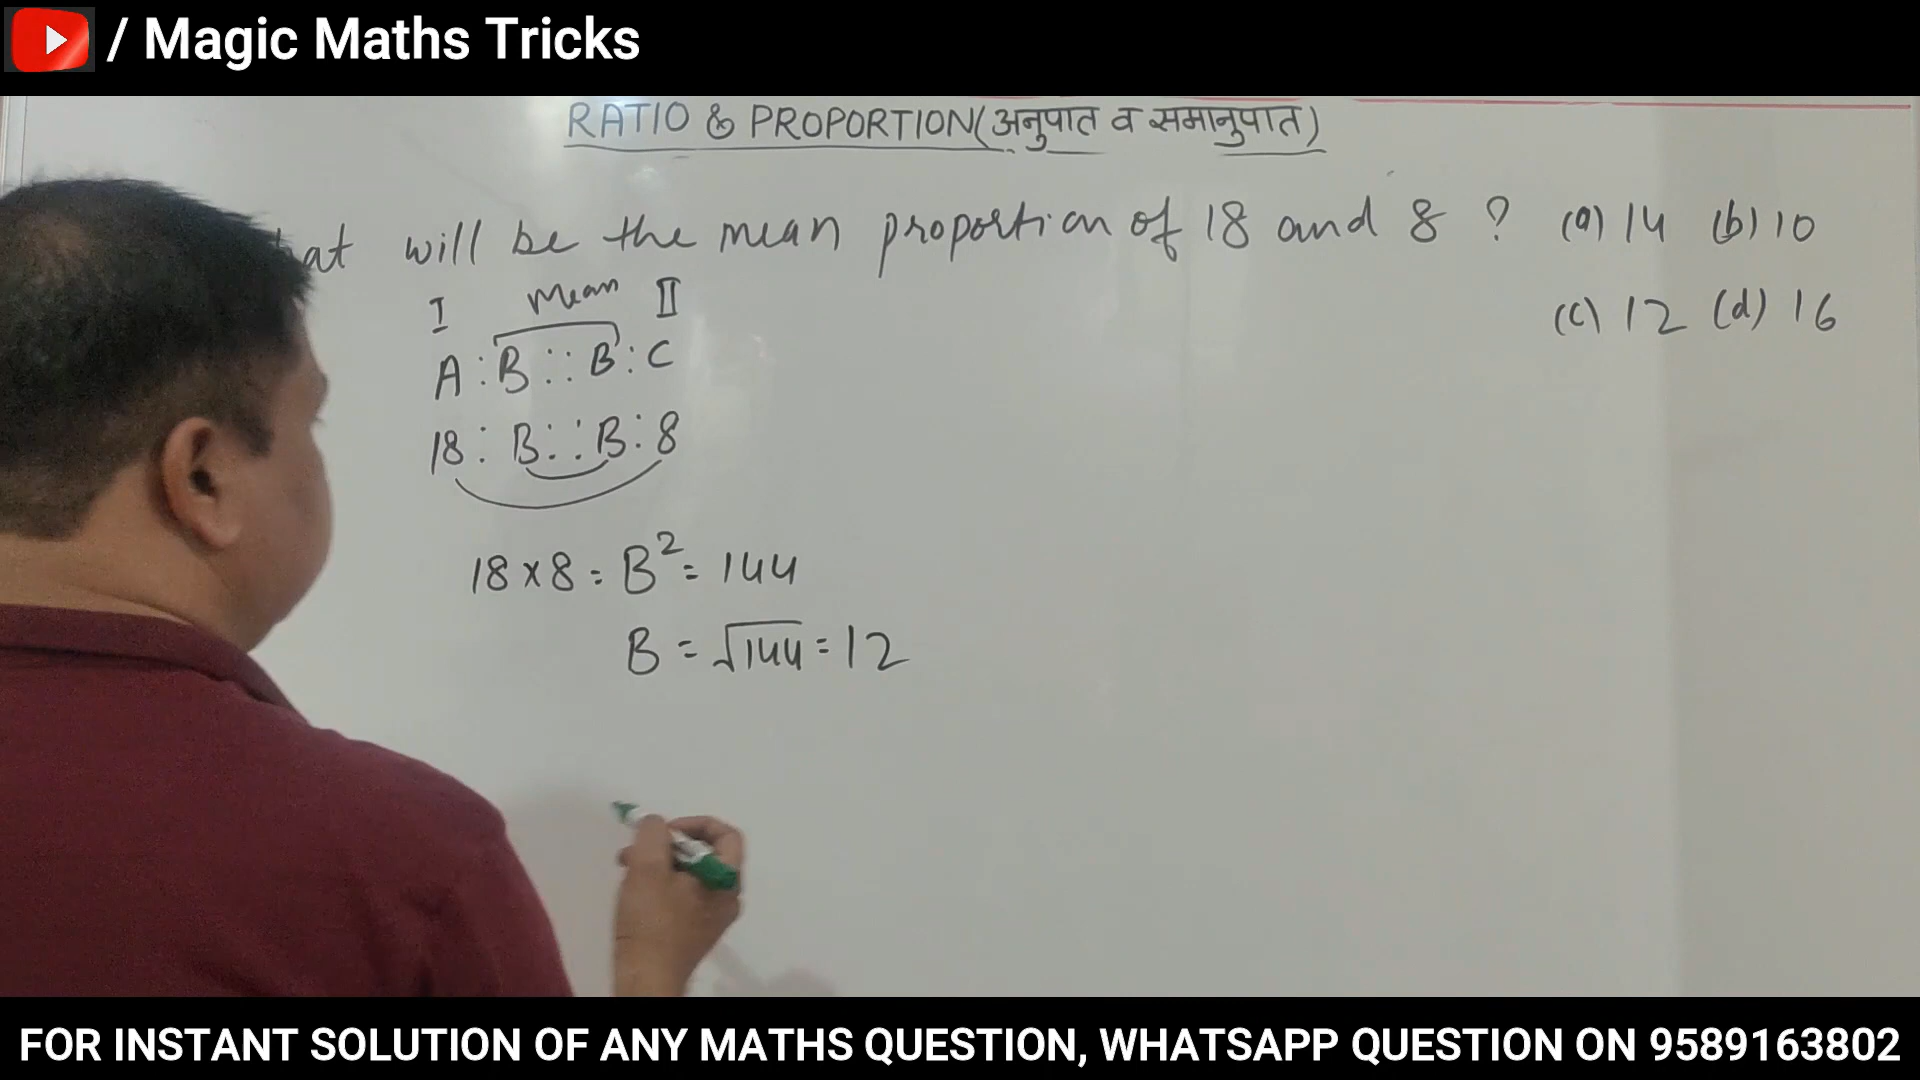 / Magic Maths Tricks
RATIO & PROPORTION(अनुपात व समानुपात)
will be the mean proportion of 18 and 8 ? (a) 14 (b) 10
(c) 12 (d) 16
I Mean II
A : B :: B : C
18 : B :: B : 8
18 × 8 = B² = 144
B = √144 = 12
FOR INSTANT SOLUTION OF ANY MATHS QUESTION, WHATSAPP QUESTION ON 9589163802